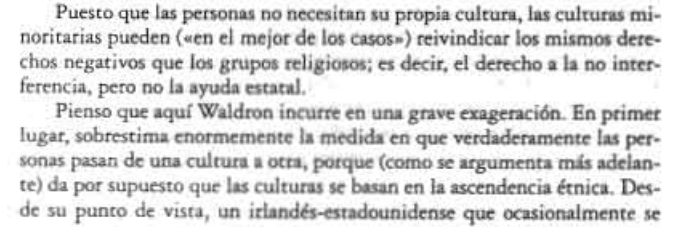 Puesto que las personas no necesitan su propia cultura, las culturas mi-
noritarias pueden («en el mejor de los casos») reivindicar los mismos dere-
chos negativos que los grupos religiosos; es decir, el derecho a la no inter-
ferencia, pero no la ayuda estatal.
Pienso que aquí Waldron incurre en una grave exageración. En primer
lugar, sobrestima enormemente la medida en que verdaderamente las per-
sonas pasan de una cultura a otra, porque (como se argumenta más adelan-
te) da por supuesto que las culturas se basan en la ascendencia étnica. Des-
de su punto de vista, un irlandés-estadounidense que ocasionalmente se